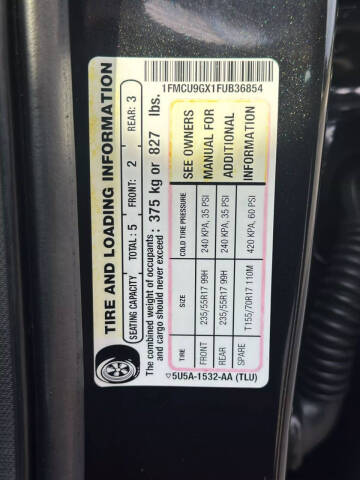 TIRE AND LOADING INFORMATION
SEATING CAPACITY TOTAL: 5 FRONT: 2 REAR: 3
The combined weight of occupants
and cargo should never exceed : 375 kg or 827 lbs.
TIRE SIZE COLD TIRE PRESSURE SEE OWNERS
FRONT 235/55R17 99H 240 KPA, 35 PSI MANUAL FOR
REAR 235/55R17 99H 240 KPA, 35 PSI ADDITIONAL
SPARE T155/70R17 110M 420 KPA, 60 PSI INFORMATION
5U5A-1532-AA (TLU) 1FMCU9GX1FUB36854